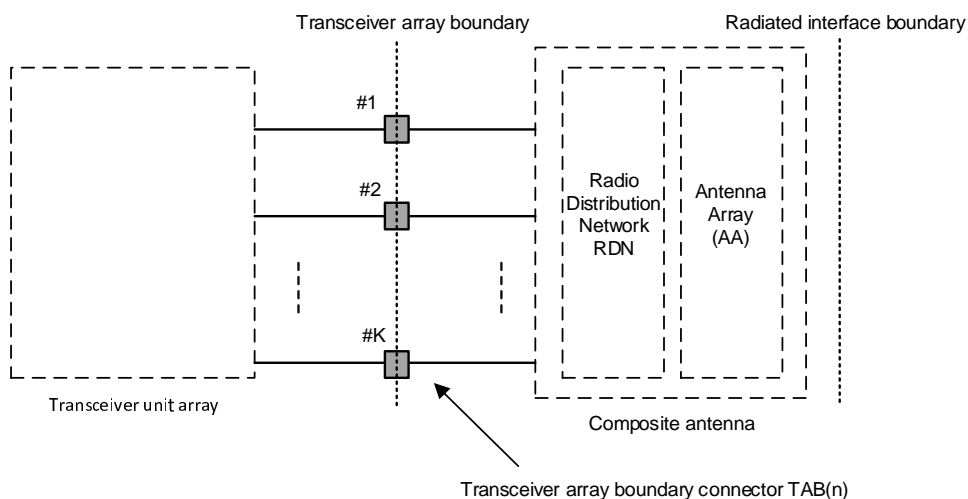 Transceiver array boundary
Radiated interface boundary
#1
#2
#K
Radio
Distribution
Network
RDN
Antenna
Array
(AA)
Transceiver unit array
Composite antenna
Transceiver array boundary connector TAB(n)